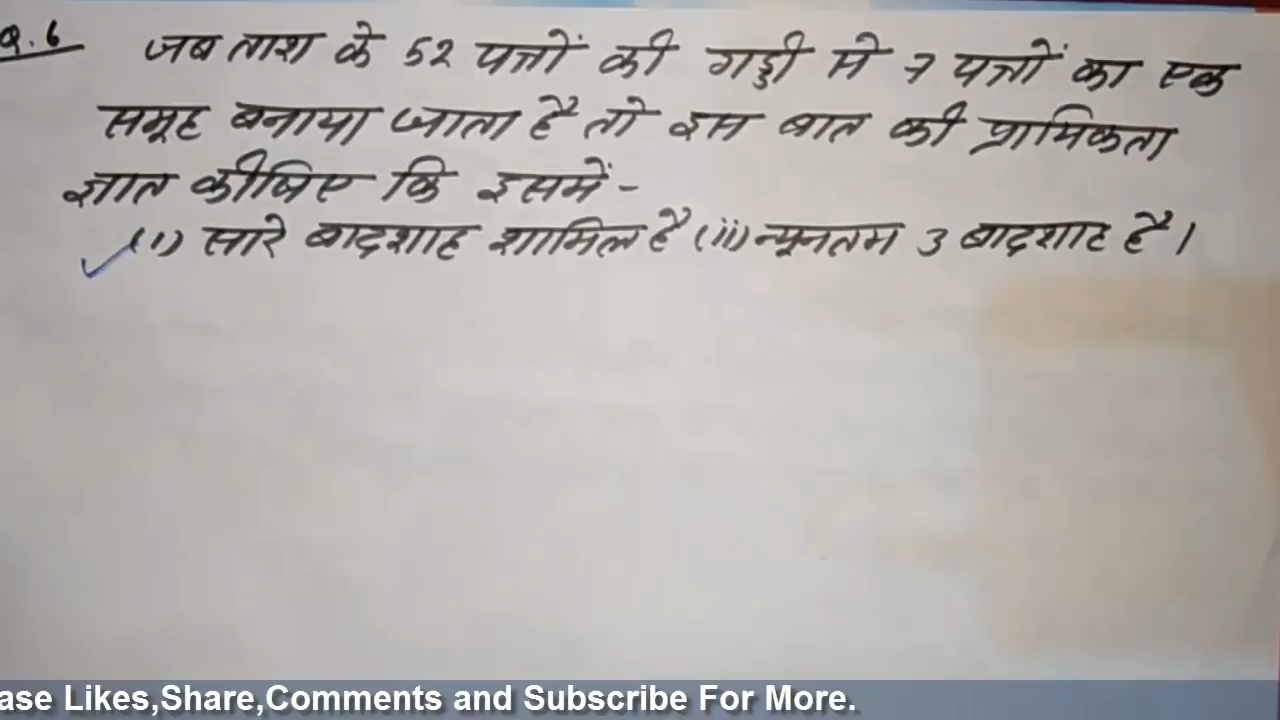 Q.6 जब ताश के 52 पत्तों की गड्डी मे 7 पत्तों का एक
समूह बनाया जाता है तो इस बात की प्रायिकता
ज्ञात कीजिए कि इसमें -
(i) सारे बादशाह शामिल है (ii) न्यूनतम 3 बादशाह है।
ase Likes,Share,Comments and Subscribe For More.